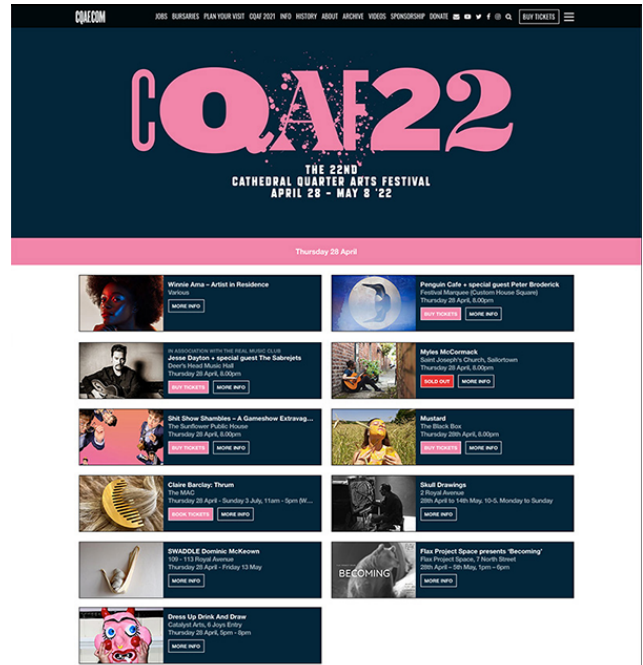 CQAF.COM
JOBS BURSARIES PLAN YOUR VISIT CQAF 2021 INFO HISTORY ABOUT ARCHIVE VIDEOS SPONSORSHIP DONATE BUY TICKETS
CQAF22
THE 22ND
CATHEDRAL QUARTER ARTS FESTIVAL
APRIL 28 - MAY 8 '22
Thursday 28 April
Winnie Ama – Artist in Residence
Various
MORE INFO
Penguin Cafe + special guest Peter Broderick
Festival Marquee (Custom House Square)
Thursday 28 April, 8.00pm
BUY TICKETS MORE INFO
IN ASSOCIATION WITH THE REAL MUSIC CLUB
Jesse Dayton + special guest The Sabrejets
Deer's Head Music Hall
Thursday 28 April, 8.00pm
BUY TICKETS MORE INFO
Myles McCormack
Saint Joseph's Church, Sailortown
Thursday 28 April, 8.00pm
SOLD OUT MORE INFO
Shit Show Shambles – A Gameshow Extravag...
The Sunflower Public House
Thursday 28 April, 8.00pm
BUY TICKETS MORE INFO
Mustard
The Black Box
Thursday 28th April, 8.00pm
BUY TICKETS MORE INFO
Claire Barclay: Thrum
The MAC
Thursday 28 April - Sunday 3 July, 11am - 5pm (W...
BOOK TICKETS MORE INFO
Skull Drawings
2 Royal Avenue
28th April to 14th May. 10-5. Monday to Sunday
MORE INFO
SWADDLE Dominic McKeown
109 - 113 Royal Avenue
Thursday 28 April - Friday 13 May
MORE INFO
BECOMING
Flax Project Space presents 'Becoming'
Flax Project Space, 7 North Street
28th April – 5th May, 1pm – 6pm
MORE INFO
Dress Up Drink And Draw
Catalyst Arts, 6 Joys Entry
Thursday 28 April, 5pm - 8pm
MORE INFO